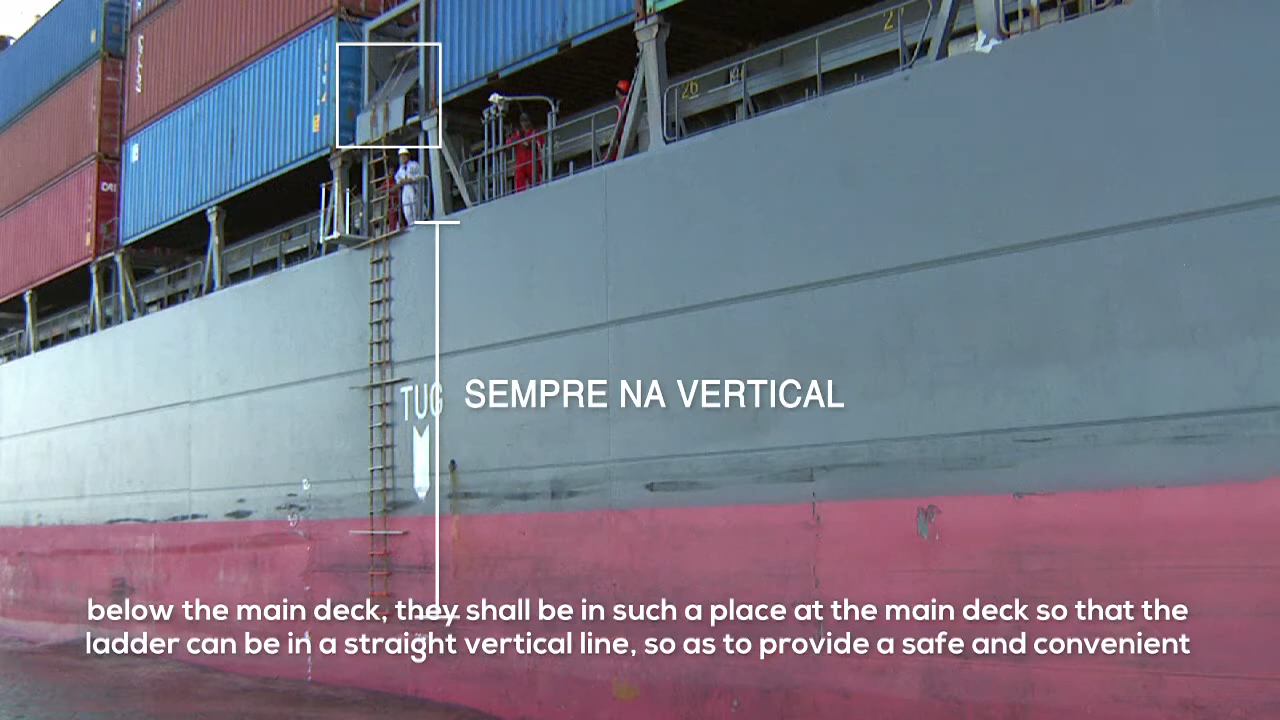 26
TUG
SEMPRE NA VERTICAL
below the main deck, they shall be in such a place at the main deck so that the
ladder can be in a straight vertical line, so as to provide a safe and convenient